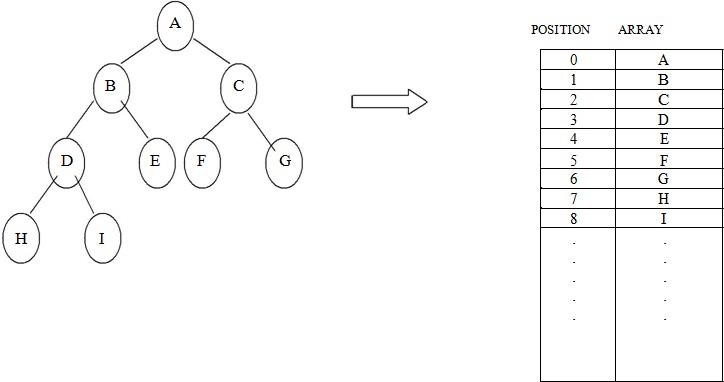 A
B C
D E F G
H I
POSITION ARRAY
0 A
1 B
2 C
3 D
4 E
5 F
6 G
7 H
8 I
. .
. .
. .
. .
. .